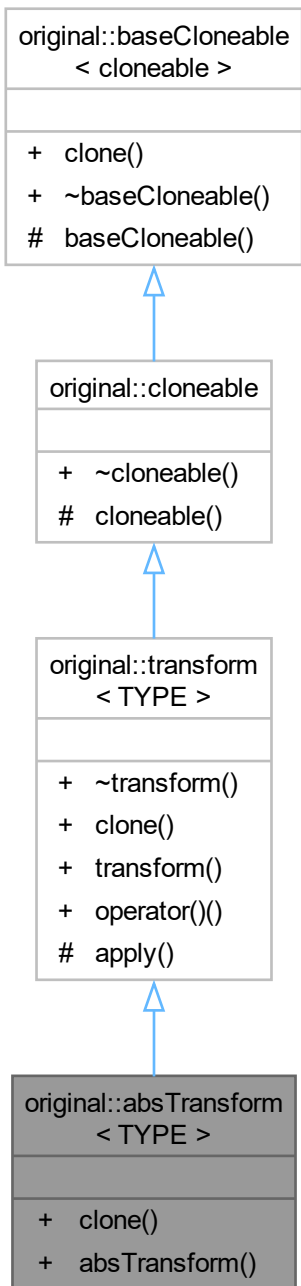 original::baseCloneable
< cloneable >
+ clone()
+ ~baseCloneable()
# baseCloneable()
original::cloneable
+ ~cloneable()
# cloneable()
original::transform
< TYPE >
+ ~transform()
+ clone()
+ transform()
+ operator()()
# apply()
original::absTransform
< TYPE >
+ clone()
+ absTransform()